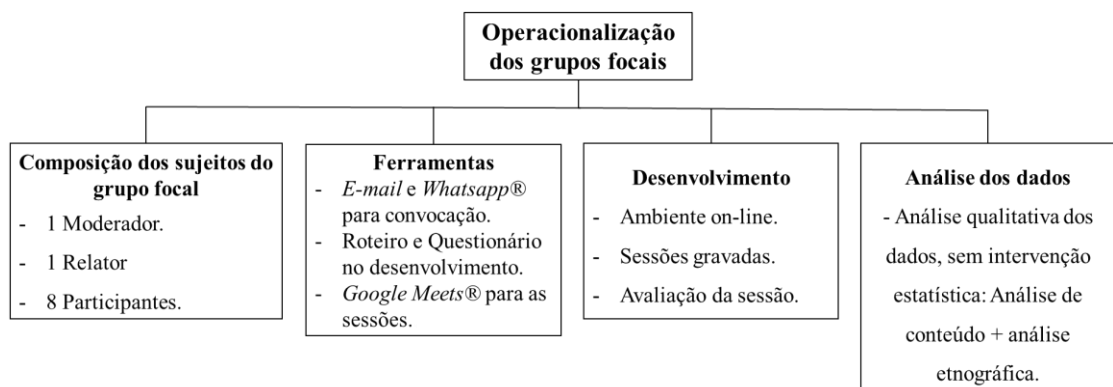 Operacionalização
dos grupos focais
Composição dos sujeitos do
grupo focal
- 1 Moderador.
- 1 Relator
- 8 Participantes.
Ferramentas
- E-mail e Whatsapp®
para convocação.
- Roteiro e Questionário
no desenvolvimento.
- Google Meets® para as
sessões.
Desenvolvimento
- Ambiente on-line.
- Sessões gravadas.
- Avaliação da sessão.
Análise dos dados
- Análise qualitativa dos
dados, sem intervenção
estatística: Análise de
conteúdo + análise
etnográfica.